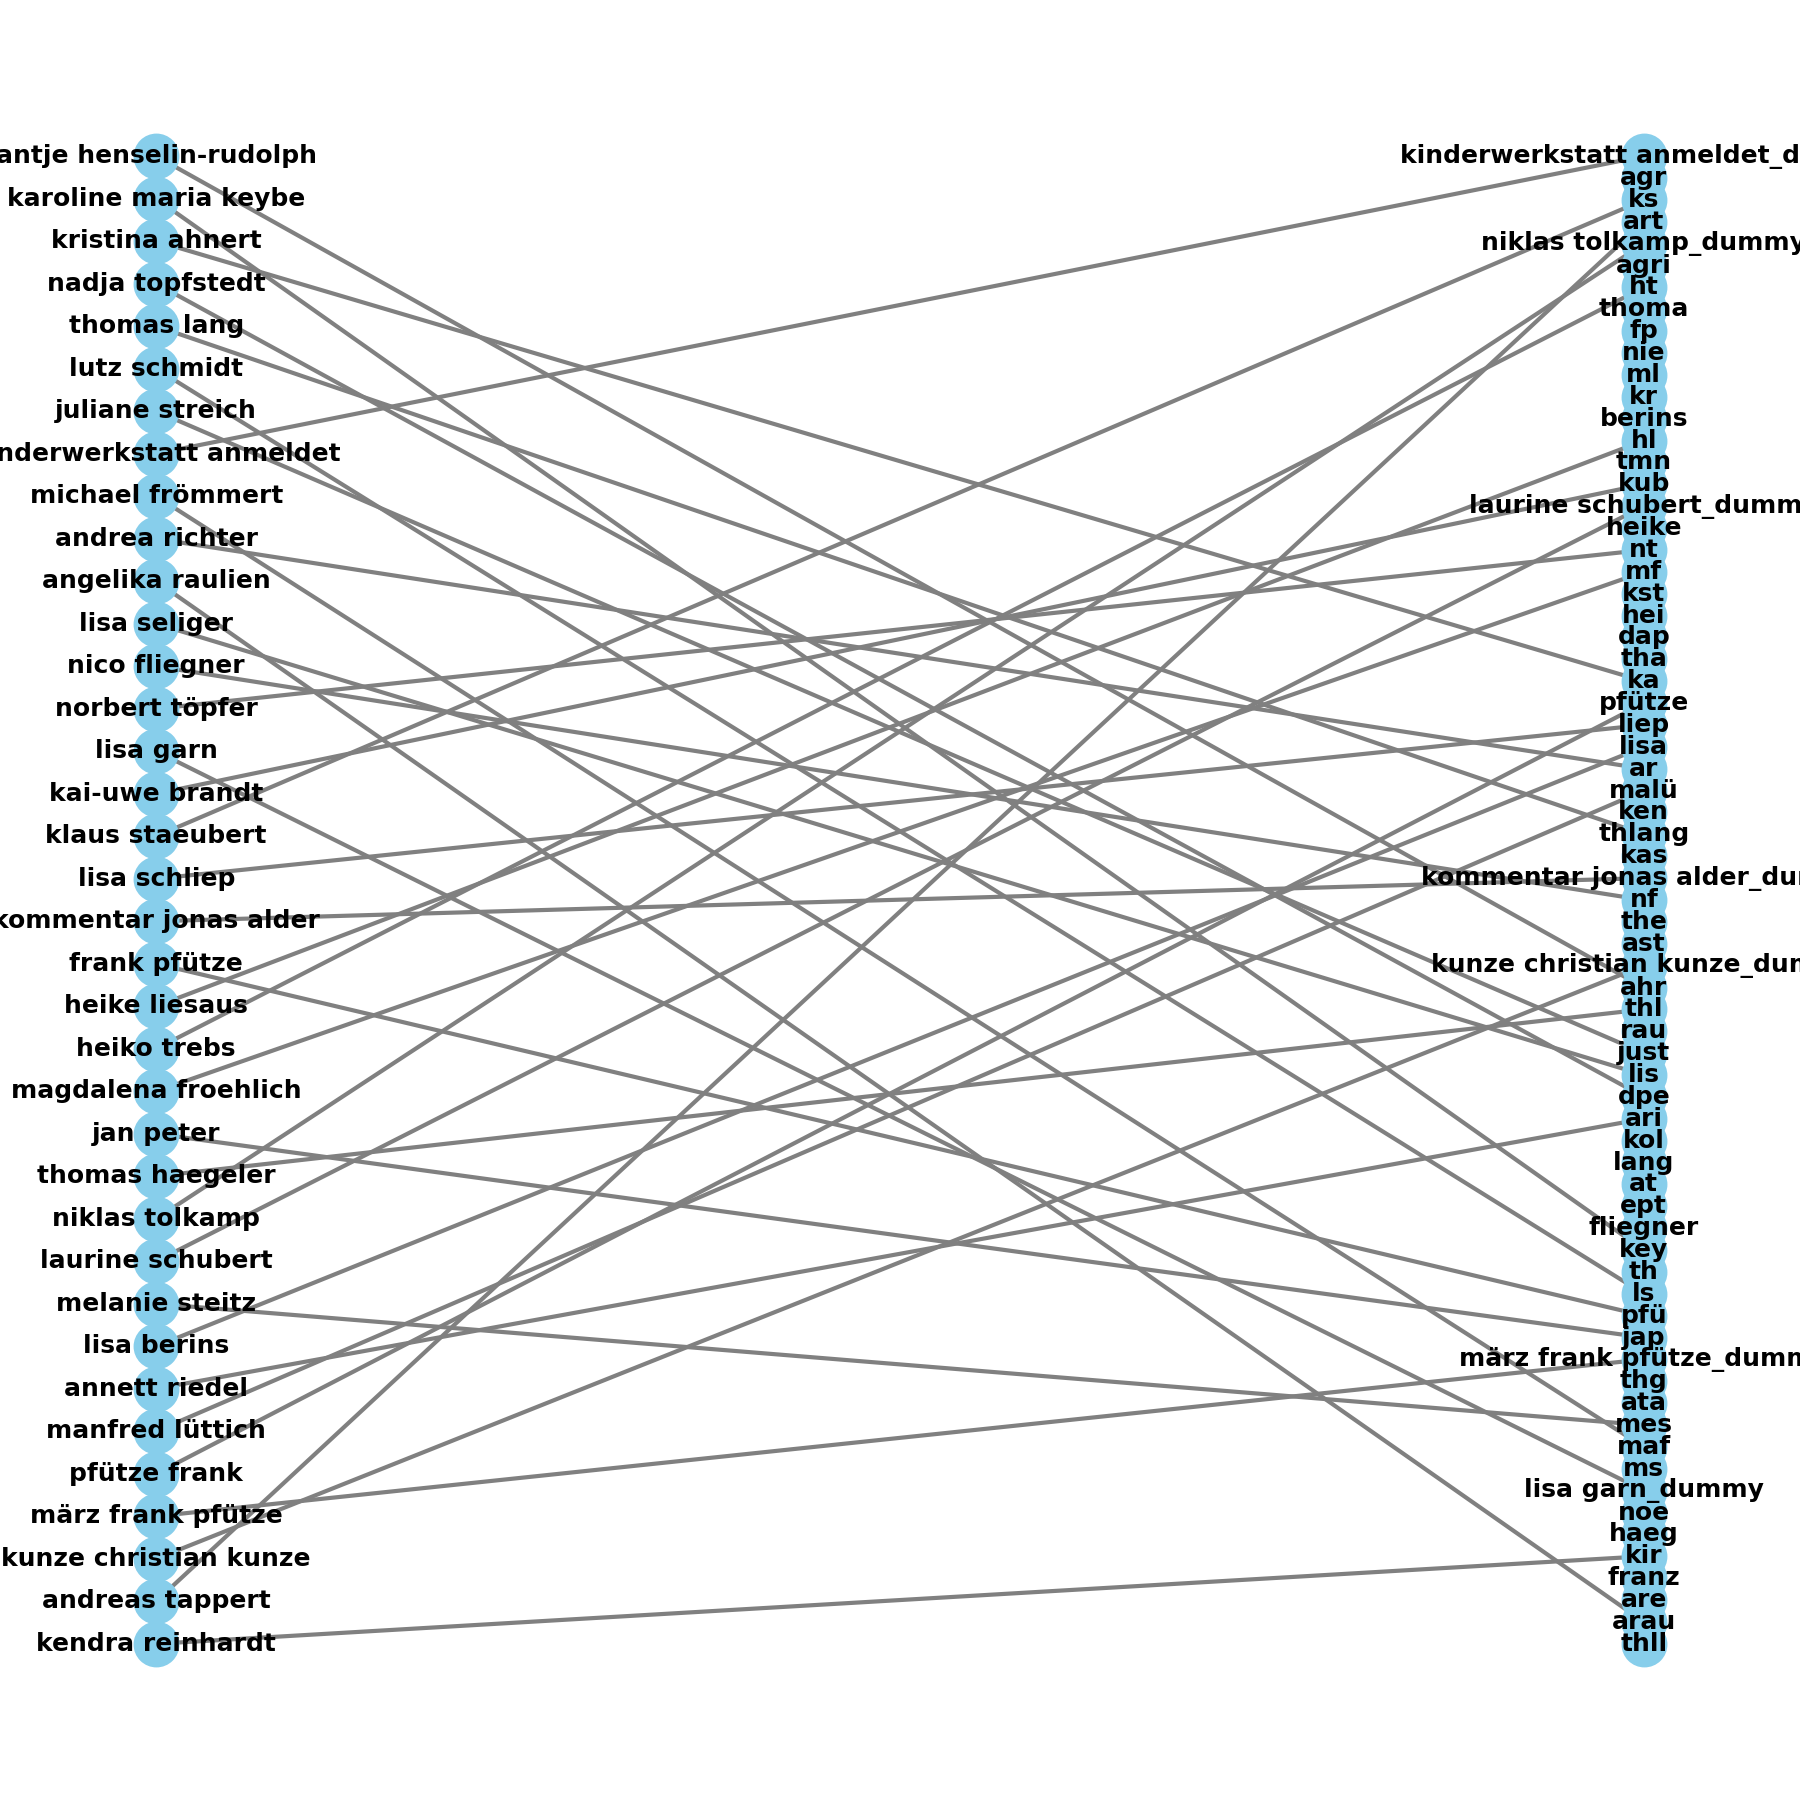 antje henselin-rudolph
karoline maria keybe
kristina ahnert
nadja topfstedt
thomas lang
lutz schmidt
juliane streich
nderwerkstatt anmeldet
michael frömmert
andrea richter
angelika raulien
lisa seliger
nico fliegner
norbert töpfer
lisa garn
kai-uwe brandt
klaus staeubert
lisa schliep
kommentar jonas alder
frank pfütze
heike liesaus
heiko trebs
magdalena froehlich
jan peter
thomas haegeler
niklas tolkamp
laurine schubert
melanie steitz
lisa berins
annett riedel
manfred lüttich
pfütze frank
märz frank pfütze
kunze christian kunze
andreas tappert
kendra reinhardt
kinderwerkstatt anmeldet_d
agr
ks
art
niklas tolkamp_dummy
agri
ht
thoma
fp
nie
ml
kr
berins
hl
tmn
kub
laurine schubert_dumm
heike
nt
mf
kst
hei
dap
tha
ka
pfütze
liep
lisa
ar
malü
ken
thlang
kas
kommentar jonas alder_du
nf
the
ast
kunze christian kunze_du
ahr
thl
rau
just
lis
dpe
ari
kol
lang
at
ept
fliegner
key
th
ls
pfü
jap
märz frank pfütze_dumm
thg
ata
mes
maf
ms
lisa garn_dummy
noe
haeg
kir
franz
are
arau
thll